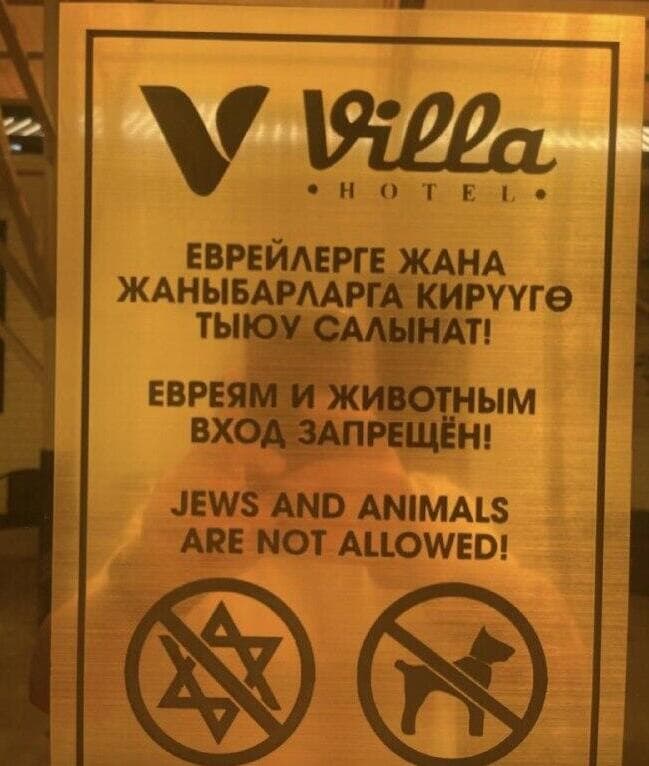 Villa
• HOTEL •
ЕВРЕЙЛЕРГЕ ЖАНА
ЖАНЫБАРЛАРГА КИРҮҮГӨ
ТЫЮУ САЛЫНАТ!
ЕВРЕЯМ И ЖИВОТНЫМ
ВХОД ЗАПРЕЩЁН!
JEWS AND ANIMALS
ARE NOT ALLOWED!